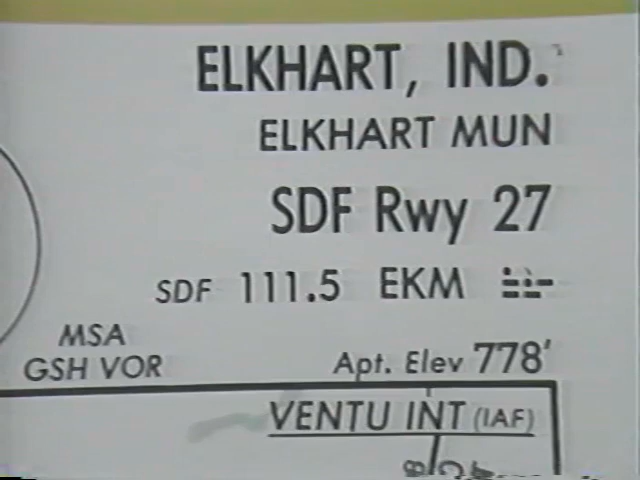 ELKHART, IND.
ELKHART MUN
SDF Rwy 27
SDF 111.5 EKM
MSA
GSH VOR
Apt. Elev 778'
VENTU INT (IAF)